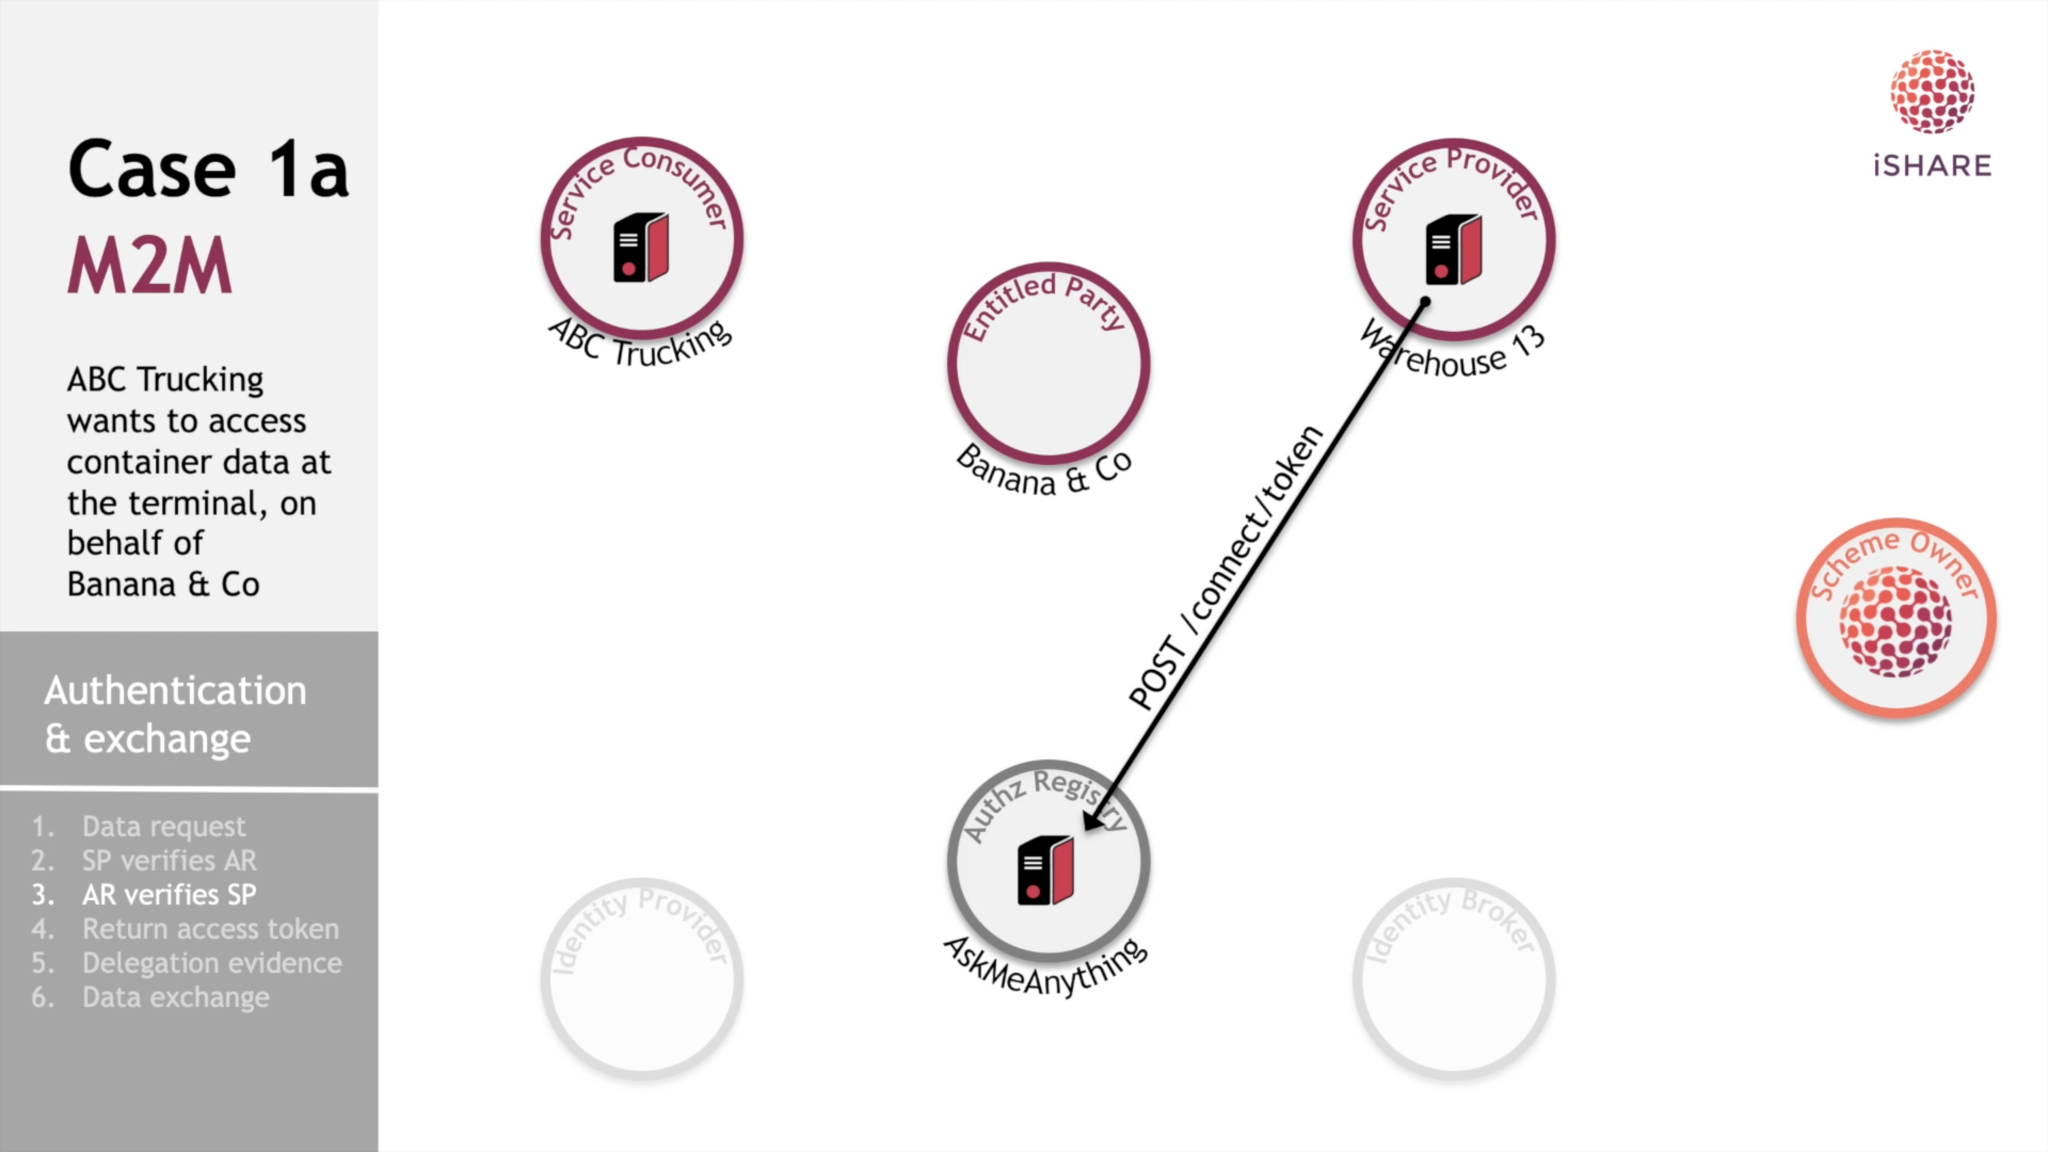 Case 1a
M2M
ABC Trucking
wants to access
container data at
the terminal, on
behalf of
Banana & Co
Authentication
& exchange
1. Data request
2. SP verifies AR
3. AR verifies SP
4. Return access token
5. Delegation evidence
6. Data exchange
Service Consumer
ABC Trucking
Entitled Party
Banana & Co
Service Provider
Warehouse 13
iSHARE
POST /connect/token
Scheme Owner
Authz Registry
AskMeAnything
Identity Provider
Identity Broker